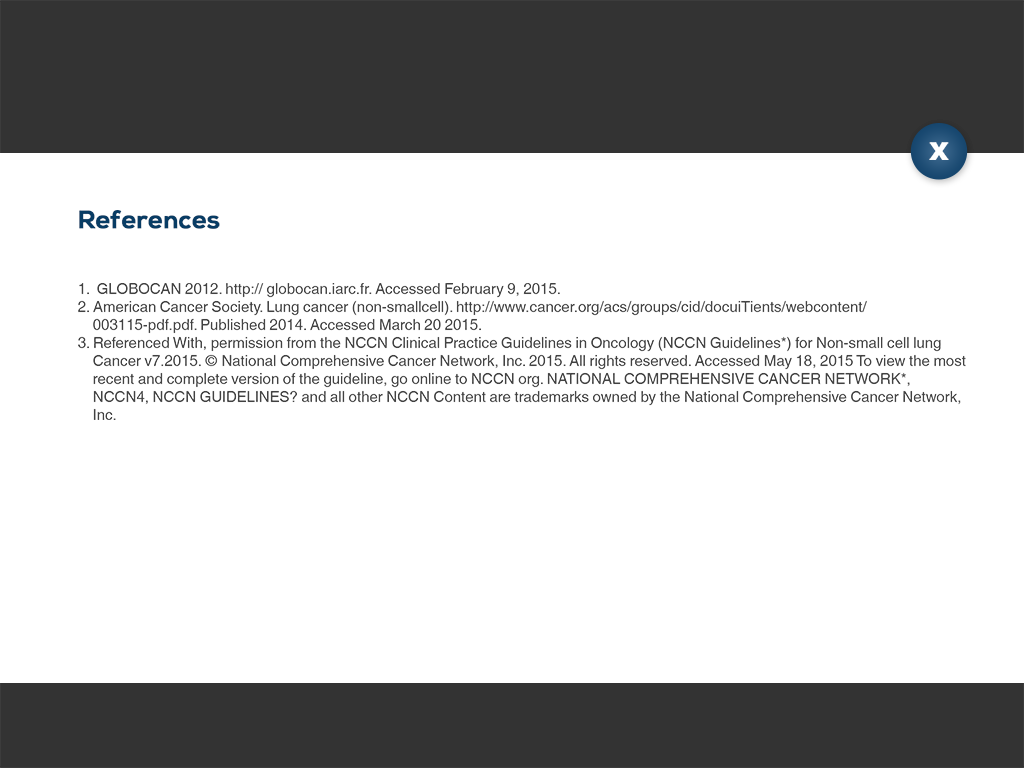 X
References
1. GLOBOCAN 2012. http:// globocan.iarc.fr. Accessed February 9, 2015.
2. American Cancer Society. Lung cancer (non-smallcell). http://www.cancer.org/acs/groups/cid/docuiTients/webcontent/
003115-pdf.pdf. Published 2014. Accessed March 20 2015.
3. Referenced With, permission from the NCCN Clinical Practice Guidelines in Oncology (NCCN Guidelines*) for Non-small cell lung
Cancer v7.2015. © National Comprehensive Cancer Network, Inc. 2015. All rights reserved. Accessed May 18, 2015 To view the most
recent and complete version of the guideline, go online to NCCN org. NATIONAL COMPREHENSIVE CANCER NETWORK*,
NCCN4, NCCN GUIDELINES? and all other NCCN Content are trademarks owned by the National Comprehensive Cancer Network,
Inc.